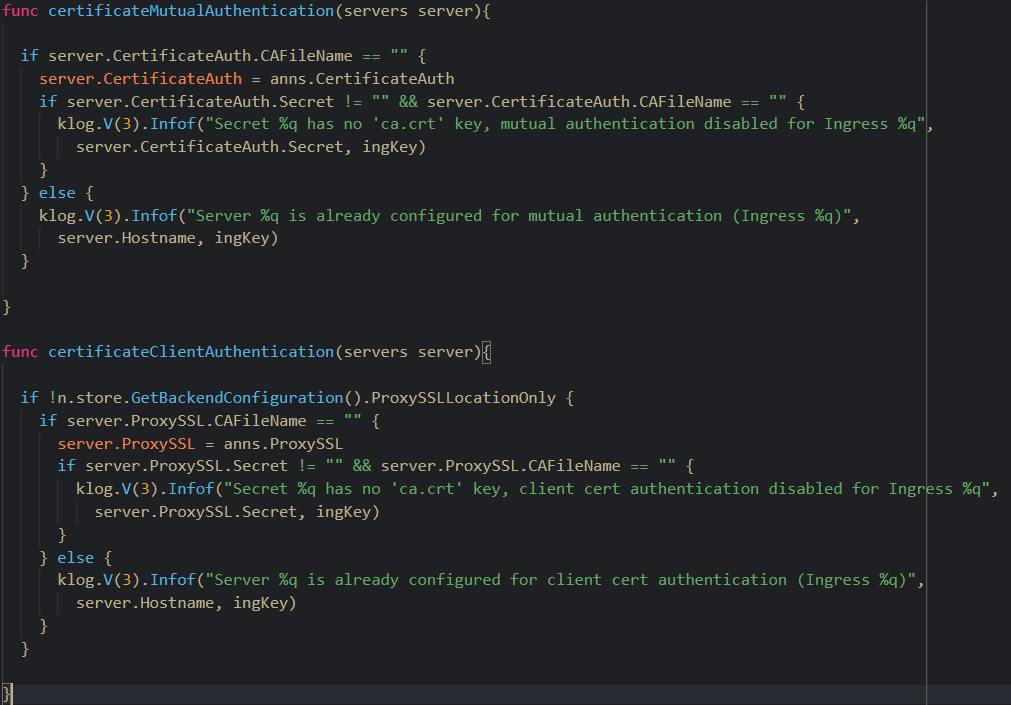 func certificateMutualAuthentication(servers server){
if server.CertificateAuth.CAFileName == "" {
server.CertificateAuth = anns.CertificateAuth
if server.CertificateAuth.Secret != "" && server.CertificateAuth.CAFileName == "" {
klog.V(3).Infof("Secret %q has no 'ca.crt' key, mutual authentication disabled for Ingress %q",
server.CertificateAuth.Secret, ingKey)
}
} else {
klog.V(3).Infof("Server %q is already configured for mutual authentication (Ingress %q)",
server.Hostname, ingKey)
}
}
func certificateClientAuthentication(servers server){
if !n.store.GetBackendConfiguration().ProxySSLLocationOnly {
if server.ProxySSL.CAFileName == "" {
server.ProxySSL = anns.ProxySSL
if server.ProxySSL.Secret != "" && server.ProxySSL.CAFileName == "" {
klog.V(3).Infof("Secret %q has no 'ca.crt' key, client cert authentication disabled for Ingress %q",
server.ProxySSL.Secret, ingKey)
}
} else {
klog.V(3).Infof("Server %q is already configured for client cert authentication (Ingress %q)",
server.Hostname, ingKey)
}
}
}